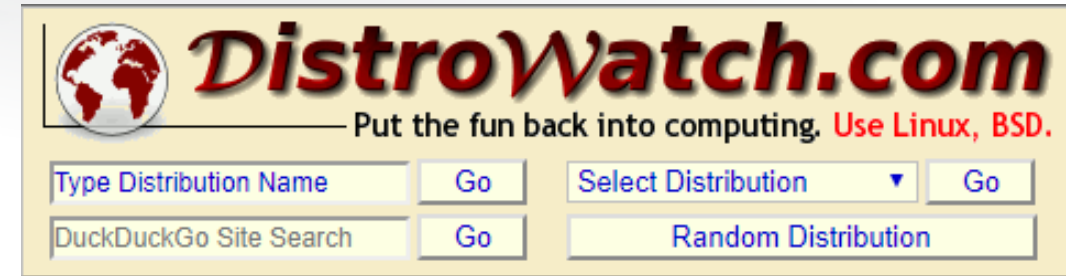 DistroWatch.com
Put the fun back into computing. Use Linux, BSD.
Type Distribution Name Go Select Distribution Go
DuckDuckGo Site Search Go Random Distribution